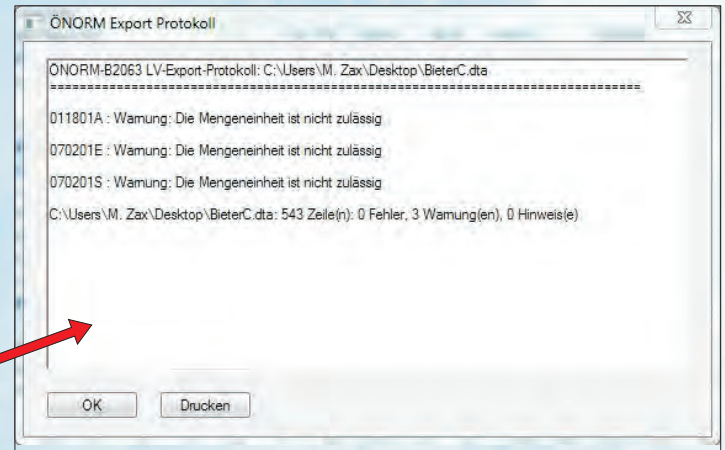 ÖNORM Export Protokoll
ÖNORM-B2063 LV-Export-Protokoll: C:\Users\M. Zax\Desktop\BieterC.dta
================================================================================
011801A : Warnung: Die Mengeneinheit ist nicht zulässig
070201E : Warnung: Die Mengeneinheit ist nicht zulässig
070201S : Warnung: Die Mengeneinheit ist nicht zulässig
C:\Users\M. Zax\Desktop\BieterC.dta: 543 Zeile(n): 0 Fehler, 3 Warnung(en), 0 Hinweis(e)
OK
Drucken